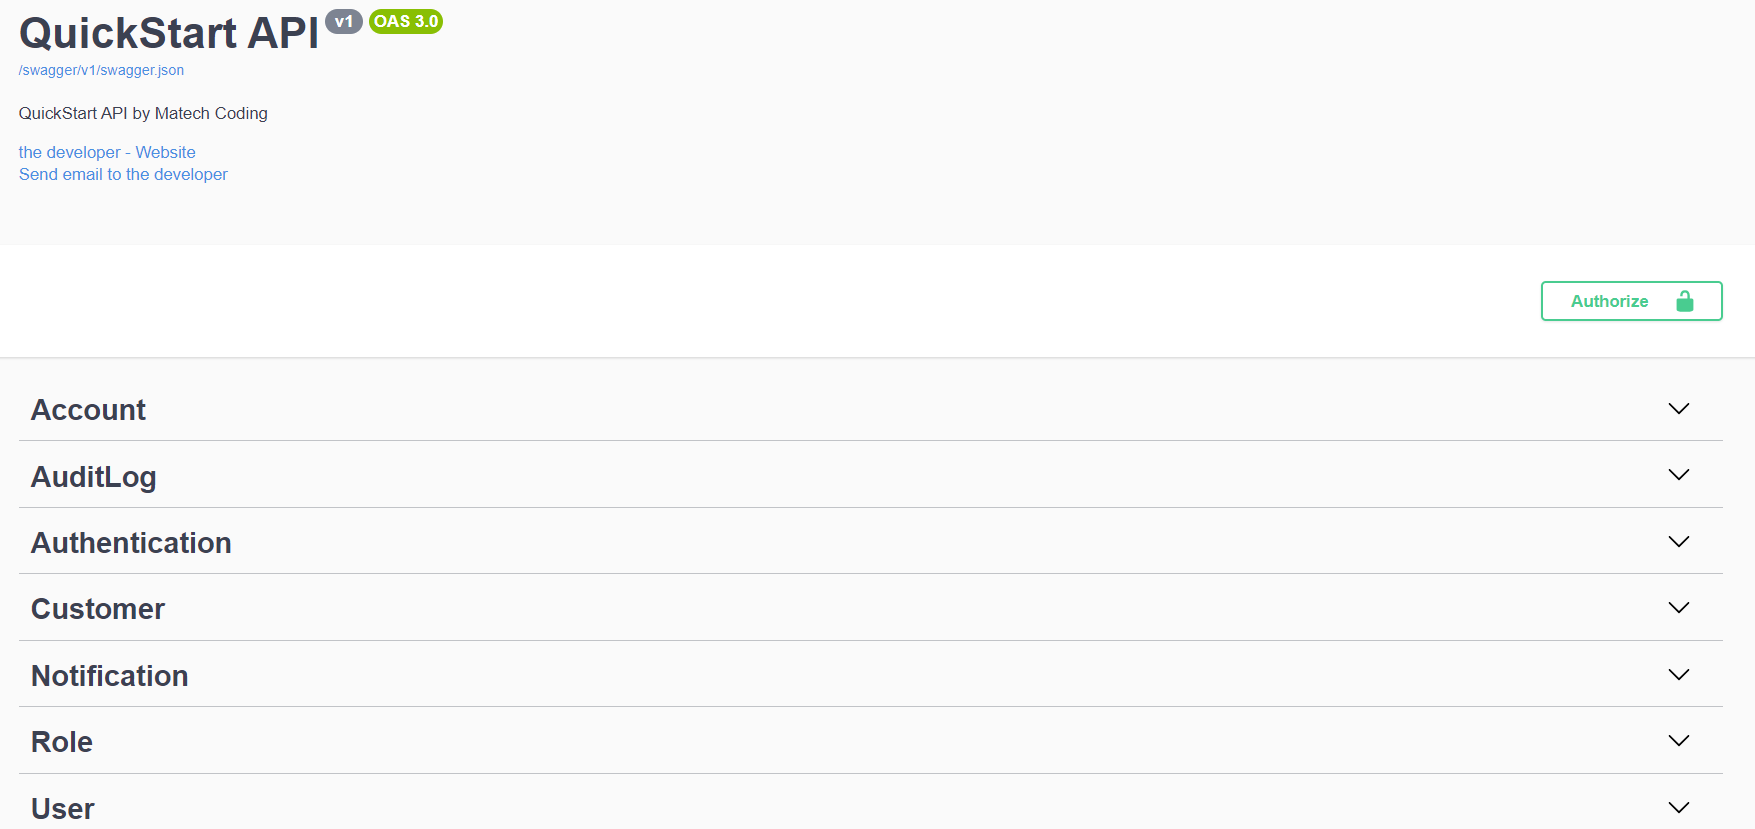 QuickStart API v1 OAS 3.0
/swagger/v1/swagger.json
QuickStart API by Matech Coding
the developer - Website
Send email to the developer
Authorize
Account
AuditLog
Authentication
Customer
Notification
Role
User